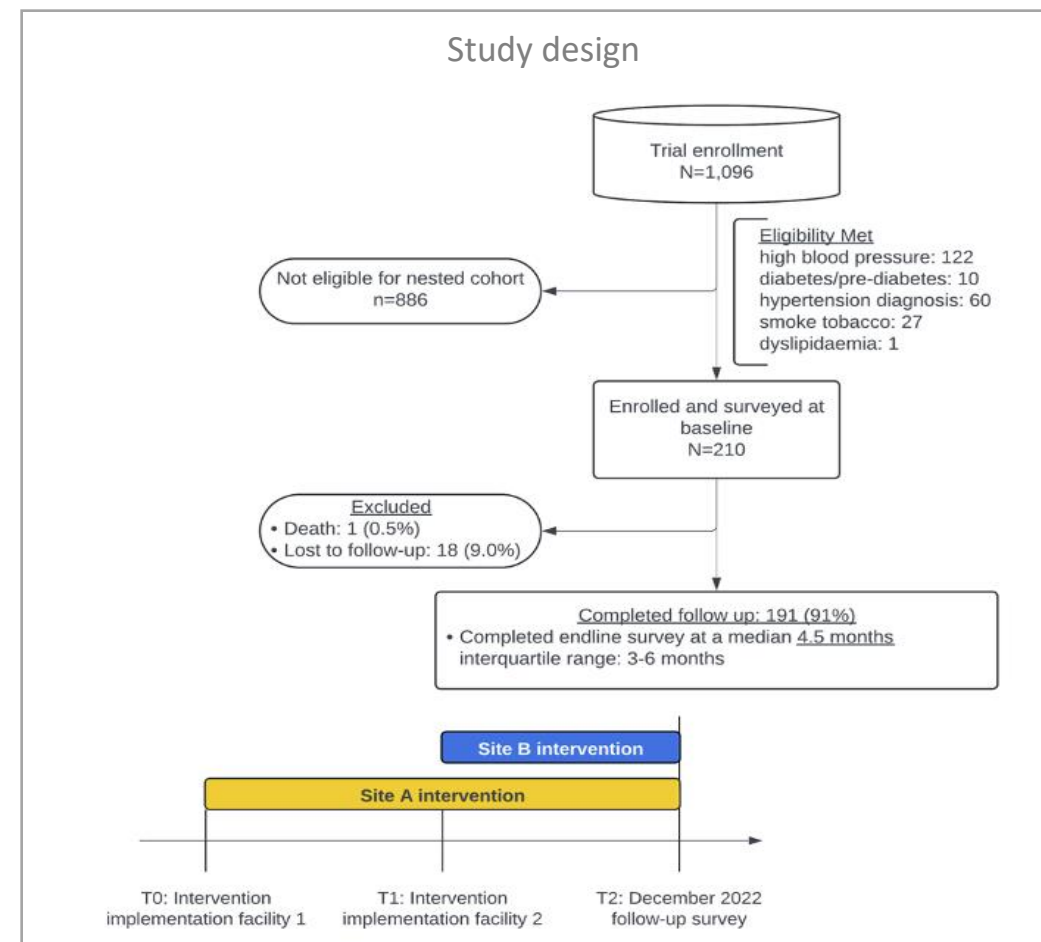 Study design
Trial enrollment
N=1,096
Eligibility Met
high blood pressure: 122
diabetes/pre-diabetes: 10
hypertension diagnosis: 60
smoke tobacco: 27
dyslipidaemia: 1
Not eligible for nested cohort
n=886
Enrolled and surveyed at
baseline
N=210
Excluded
• Death: 1 (0.5%)
• Lost to follow-up: 18 (9.0%)
Completed follow up: 191 (91%)
• Completed endline survey at a median 4.5 months
interquartile range: 3-6 months
Site B intervention
Site A intervention
T0: Intervention
implementation facility 1
T1: Intervention
implementation facility 2
T2: December 2022
follow-up survey